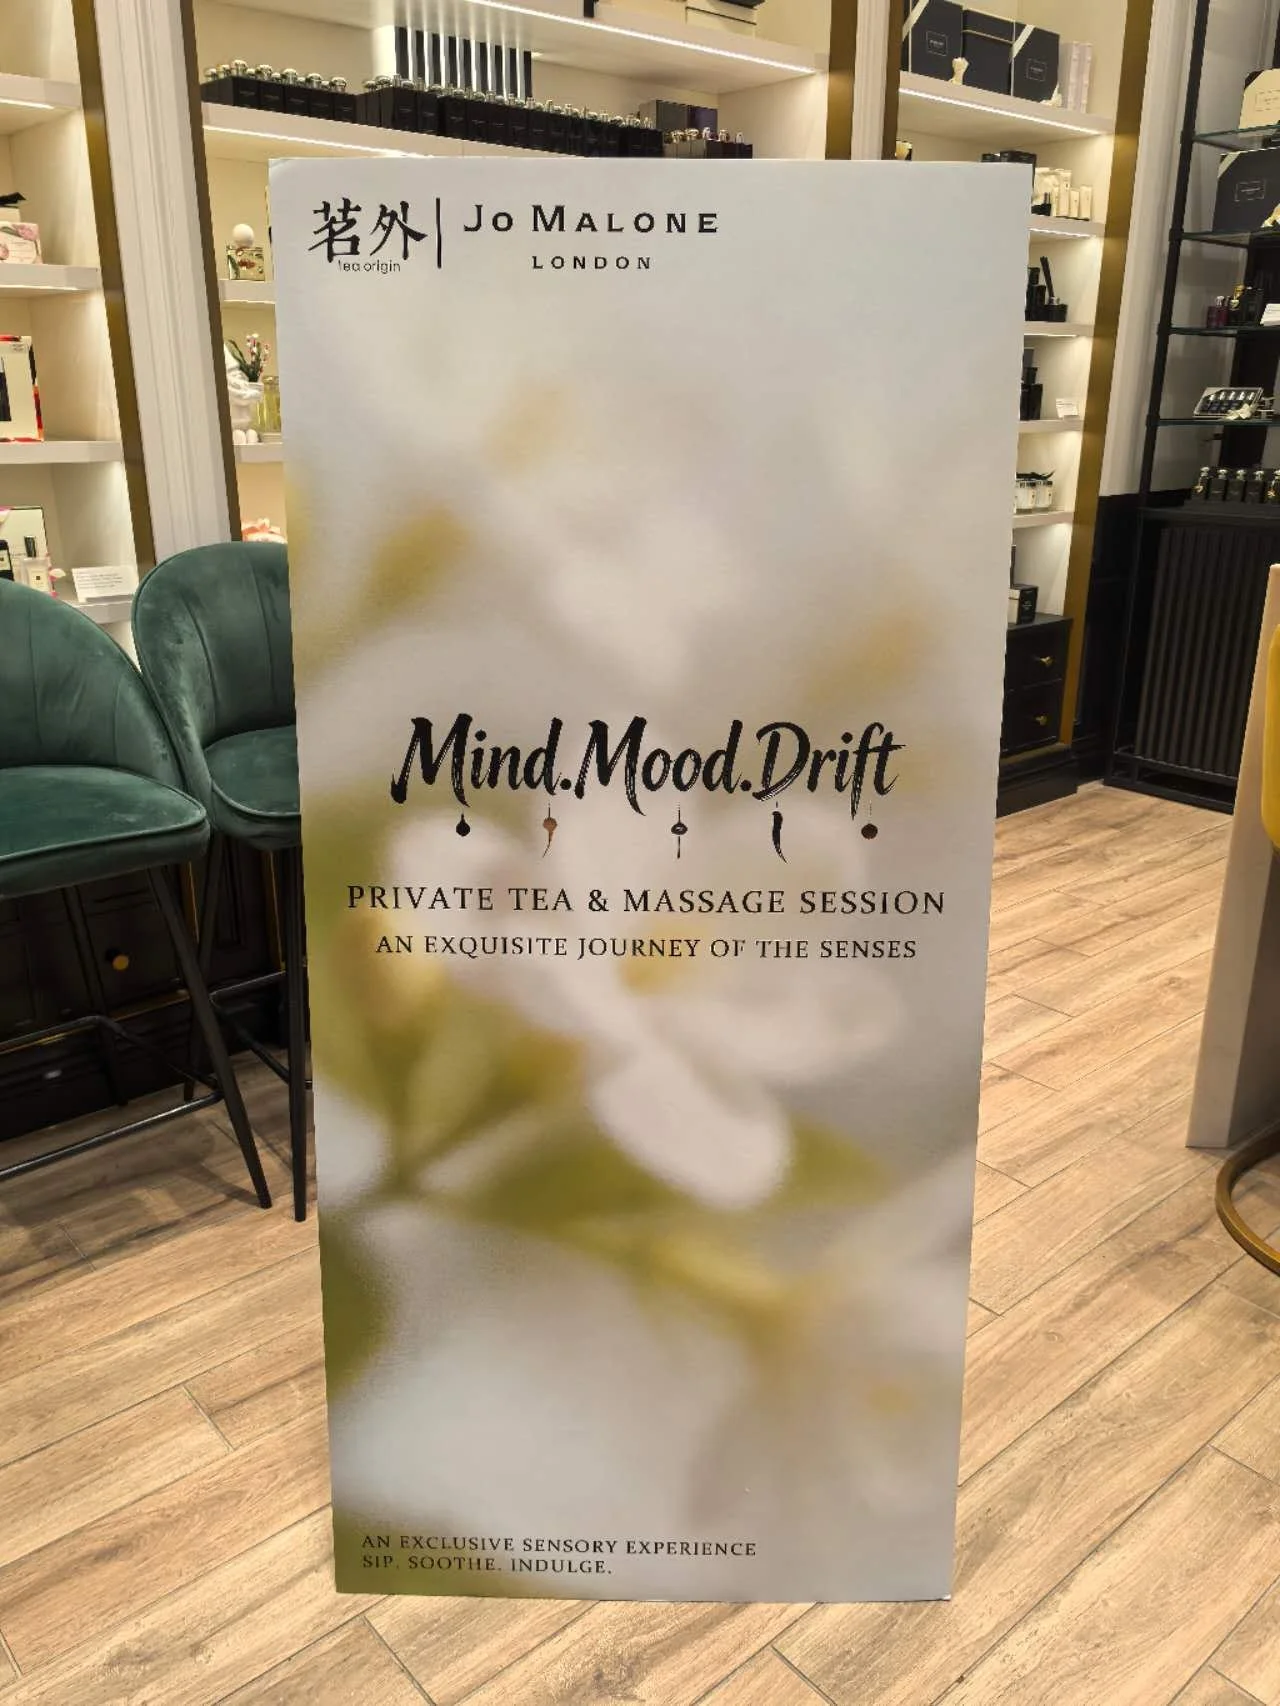 茗外
tea origin
JO MALONE
LONDON
Mind.Mood.Drift
PRIVATE TEA & MASSAGE SESSION
AN EXQUISITE JOURNEY OF THE SENSES
AN EXCLUSIVE SENSORY EXPERIENCE
SIP. SOOTHE. INDULGE.